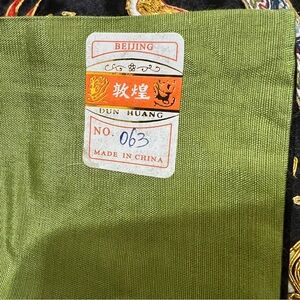 BEIJING
敦煌
DUN HUANG
NO. 063
MADE IN CHINA